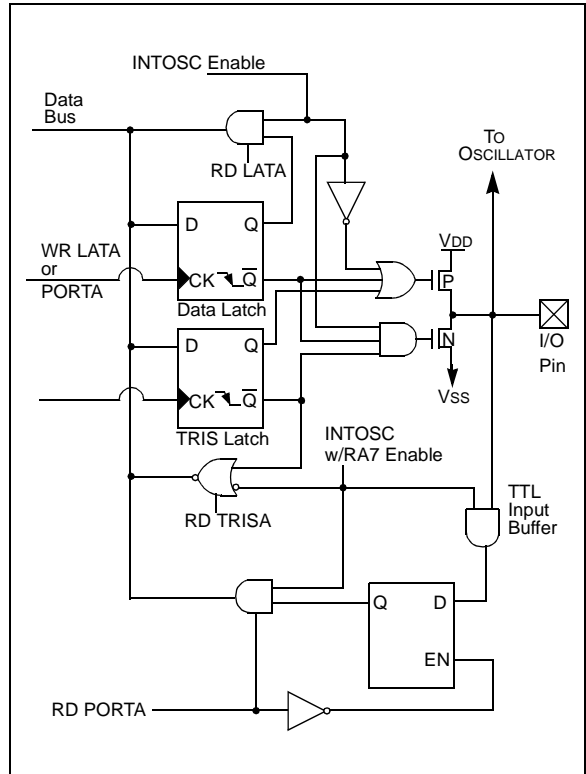 INTOSC Enable
Data
Bus
RD LATA
TO
OSCILLATOR
D
Q
VDD
WR LATA
or
PORTA
CK
Q
P
Data Latch
D
Q
N
I/O
Pin
CK
Q
VSS
TRIS Latch
INTOSC
w/RA7 Enable
TTL
Input
Buffer
RD TRISA
Q
D
EN
RD PORTA